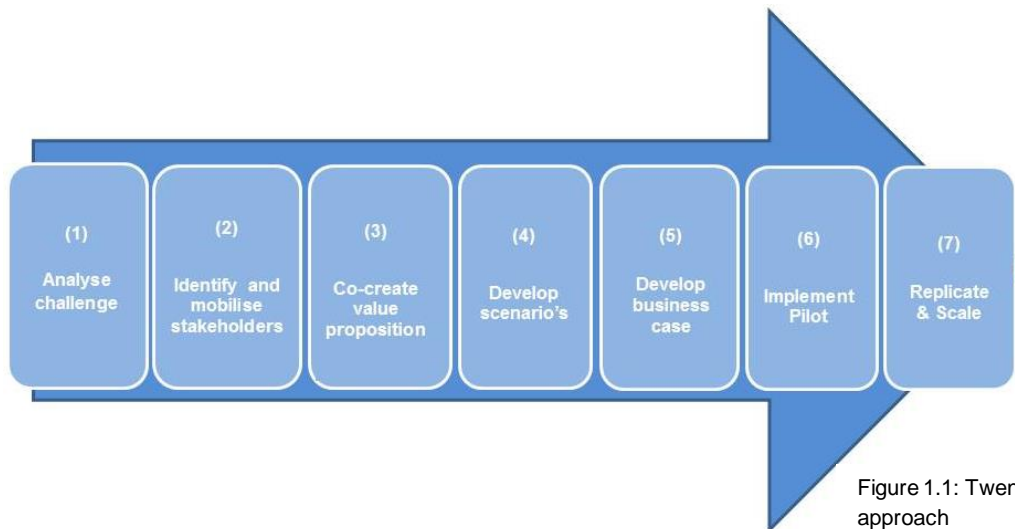 (1)
Analyse
challenge
(2)
Identify and
mobilise
stakeholders
(3)
Co-create
value
proposition
(4)
Develop
scenario's
(5)
Develop
business
case
(6)
Implement
Pilot
(7)
Replicate
& Scale
Figure 1.1:
approach